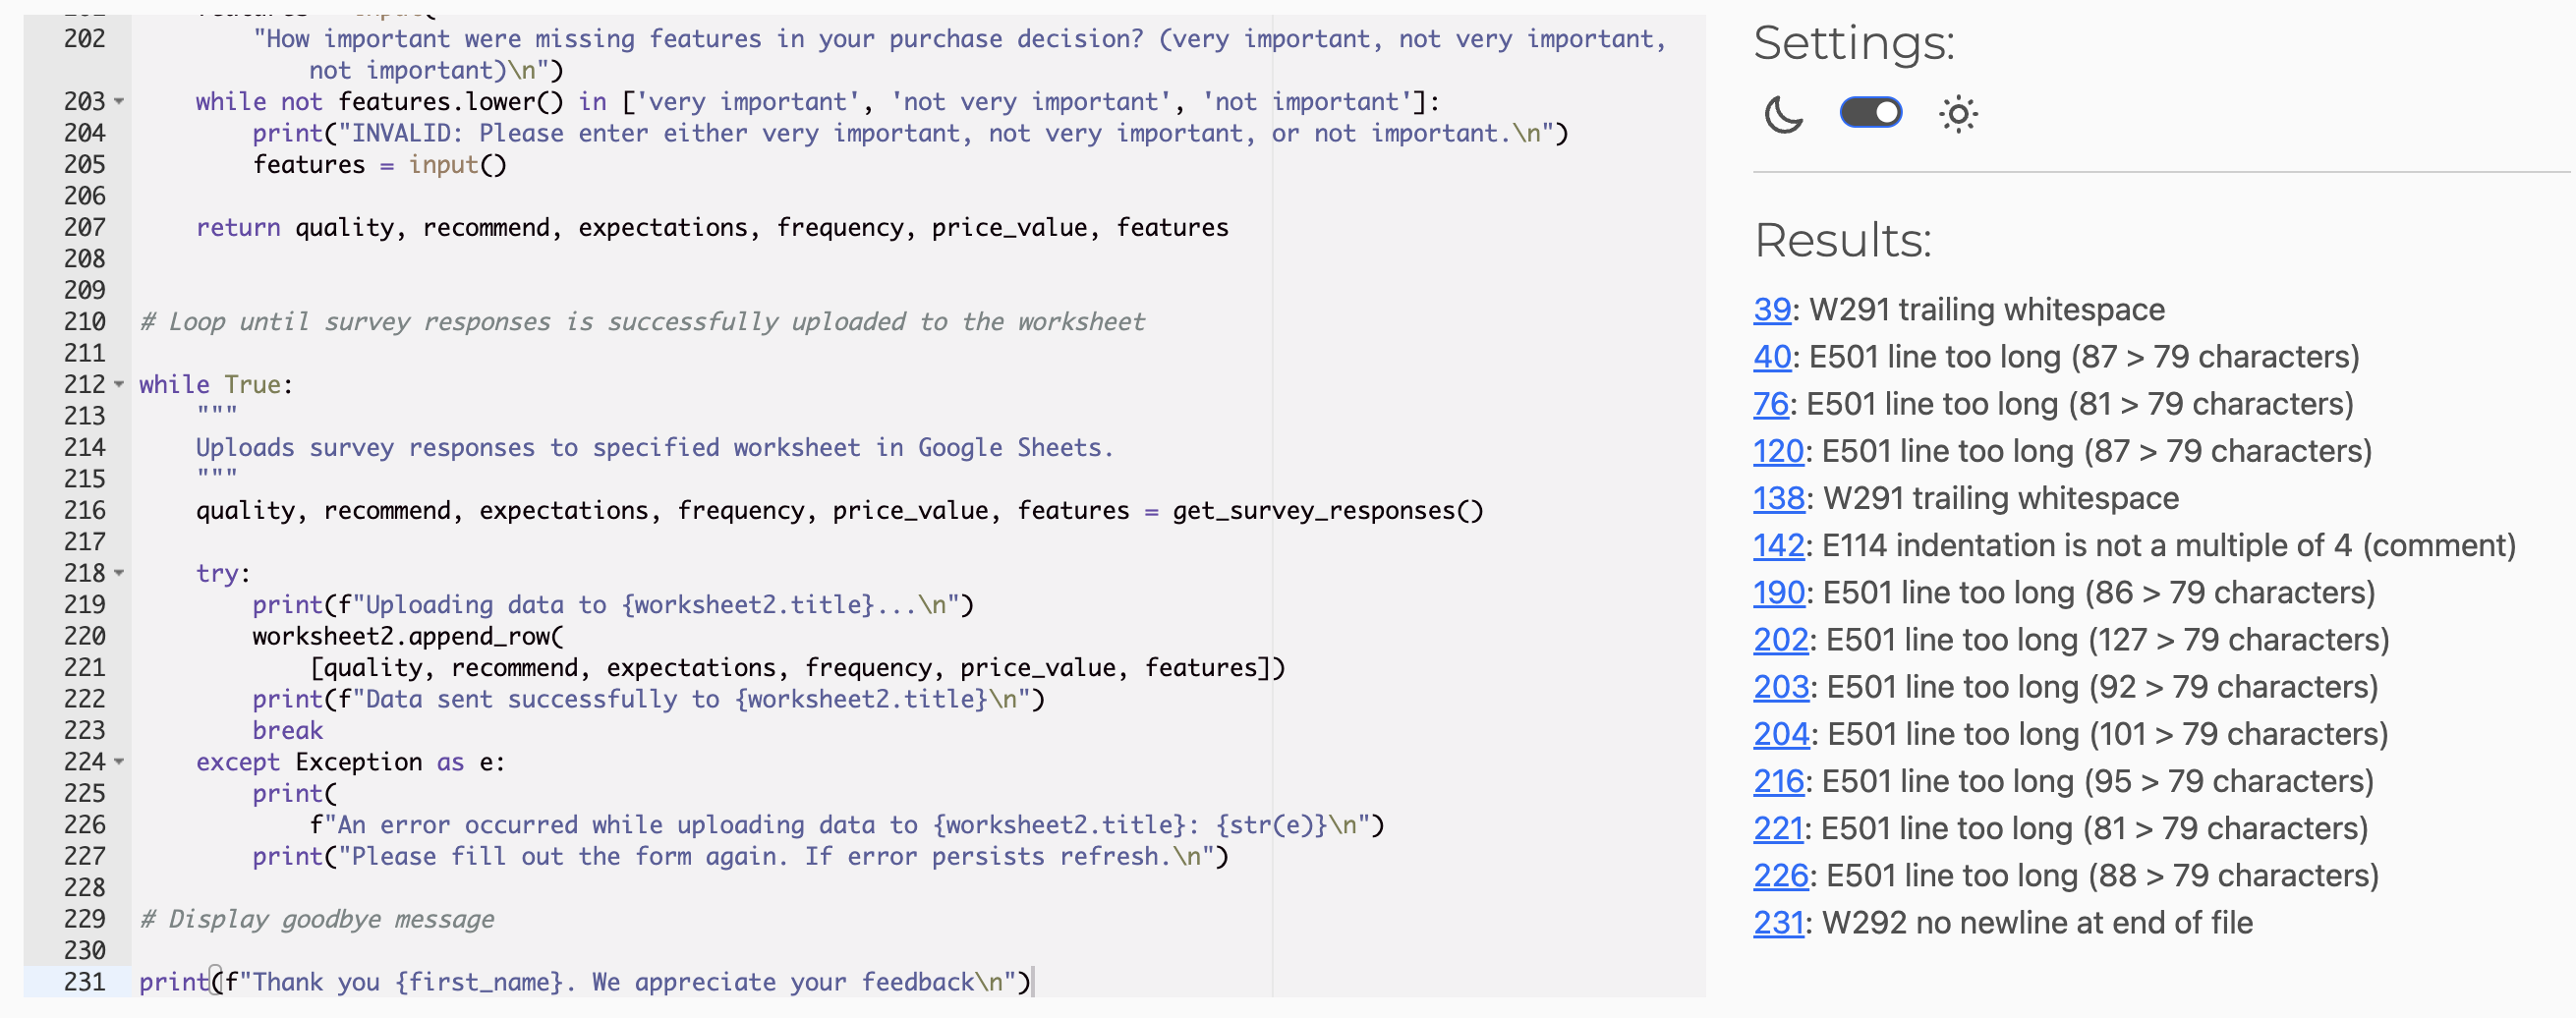 202         "How important were missing features in your purchase decision? (very important, not very important,
                not important)\n")
203     while not features.lower() in ['very important', 'not very important', 'not important']:
204         print("INVALID: Please enter either very important, not very important, or not important.\n")
205         features = input()
206
207     return quality, recommend, expectations, frequency, price_value, features
208
209
210 # Loop until survey responses is successfully uploaded to the worksheet
211
212 while True:
213     """
214     Uploads survey responses to specified worksheet in Google Sheets.
215     """
216     quality, recommend, expectations, frequency, price_value, features = get_survey_responses()
217
218     try:
219         print(f"Uploading data to {worksheet2.title}...\n")
220         worksheet2.append_row(
221             [quality, recommend, expectations, frequency, price_value, features])
222         print(f"Data sent successfully to {worksheet2.title}\n")
223         break
224     except Exception as e:
225         print(
226             f"An error occurred while uploading data to {worksheet2.title}: {str(e)}\n")
227         print("Please fill out the form again. If error persists refresh.\n")
228
229 # Display goodbye message
230
231 print(f"Thank you {first_name}. We appreciate your feedback\n")
Settings:
Results:
39: W291 trailing whitespace
40: E501 line too long (87 > 79 characters)
76: E501 line too long (81 > 79 characters)
120: E501 line too long (87 > 79 characters)
138: W291 trailing whitespace
142: E114 indentation is not a multiple of 4 (comment)
190: E501 line too long (86 > 79 characters)
202: E501 line too long (127 > 79 characters)
203: E501 line too long (92 > 79 characters)
204: E501 line too long (101 > 79 characters)
216: E501 line too long (95 > 79 characters)
221: E501 line too long (81 > 79 characters)
226: E501 line too long (88 > 79 characters)
231: W292 no newline at end of file